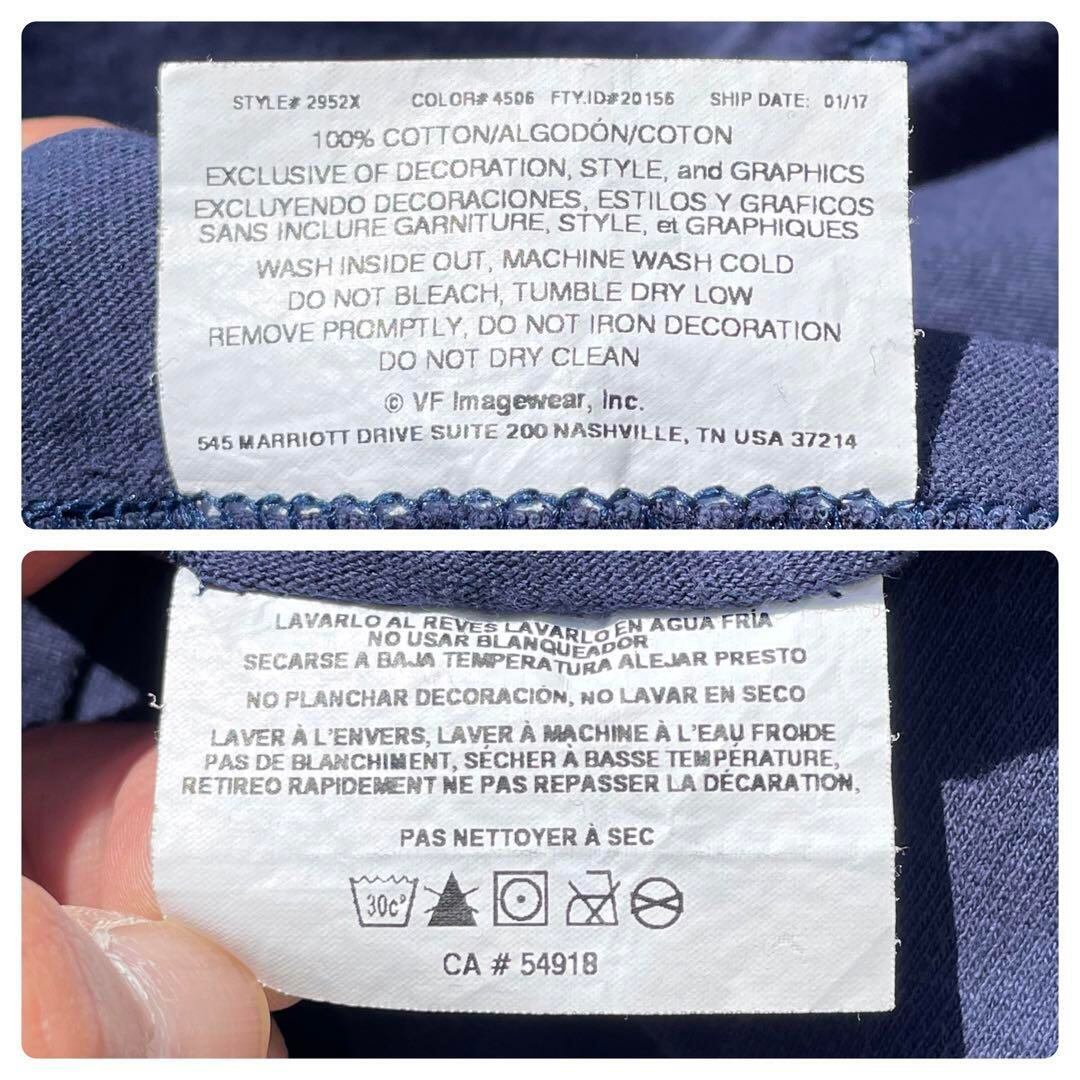 STYLE# 2952X COLOR# 4506 FTY.ID#20156 SHIP DATE: 01/17
100% COTTON/ALGODÓN/COTON
EXCLUSIVE OF DECORATION, STYLE, and GRAPHICS
EXCLUYENDO DECORACIONES, ESTILOS Y GRAFICOS
SANS INCLURE GARNITURE, STYLE, et GRAPHIQUES
WASH INSIDE OUT, MACHINE WASH COLD
DO NOT BLEACH, TUMBLE DRY LOW
REMOVE PROMPTLY, DO NOT IRON DECORATION
DO NOT DRY CLEAN
© VF Imagewear, Inc.
545 MARRIOTT DRIVE SUITE 200 NASHVILLE, TN USA 37214
LAVARLO AL REVES LAVARLO EN AGUA FRÍA
NO USAR BLANQUEADOR
SECARSE A BAJA TEMPERATURA ALEJAR PRESTO
NO PLANCHAR DECORACIÓN, NO LAVAR EN SECO
LAVER À L'ENVERS, LAVER À MACHINE À L'EAU FROIDE
PAS DE BLANCHIMENT, SÉCHER À BASSE TEMPÉRATURE,
RETIREO RAPIDEMENT NE PAS REPASSER LA DÉCARATION,
PAS NETTOYER À SEC
30c°
CA # 54918